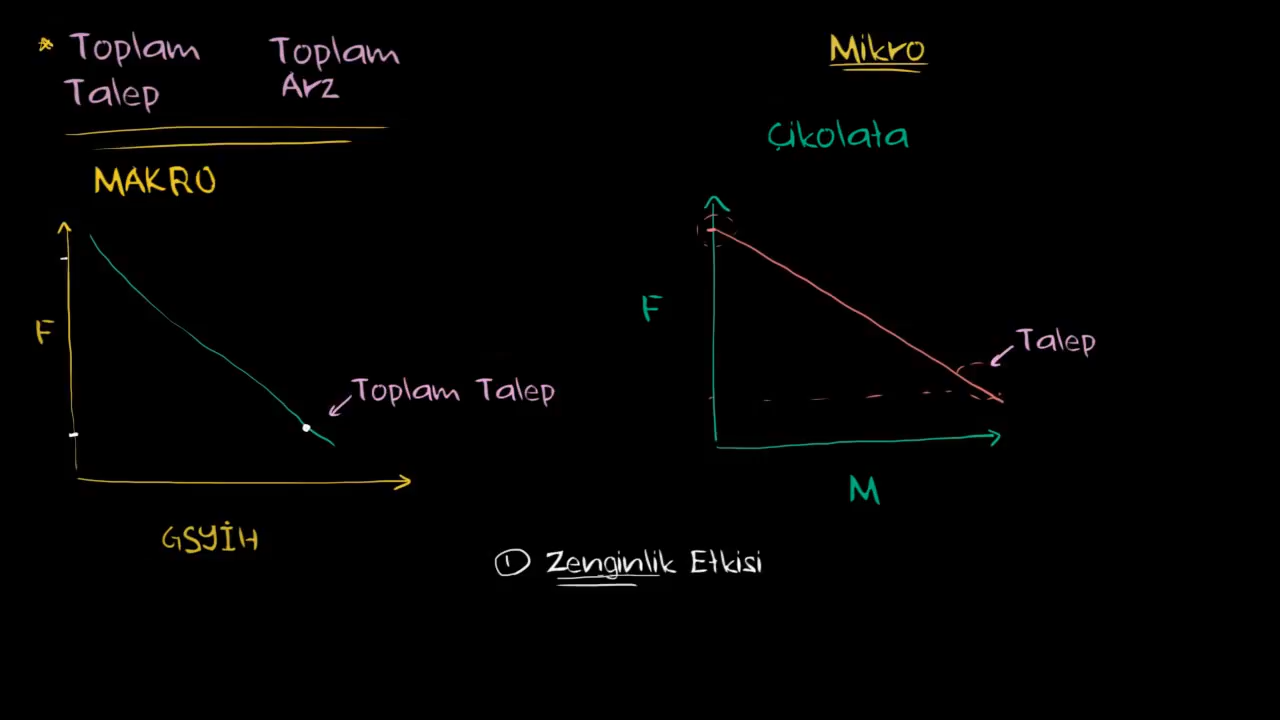 Toplam Talep
Toplam Arz
MAKRO
F
Toplam Talep
GSYİH
Mikro
Çikolata
F
Talep
M
1 Zenginlik Etkisi